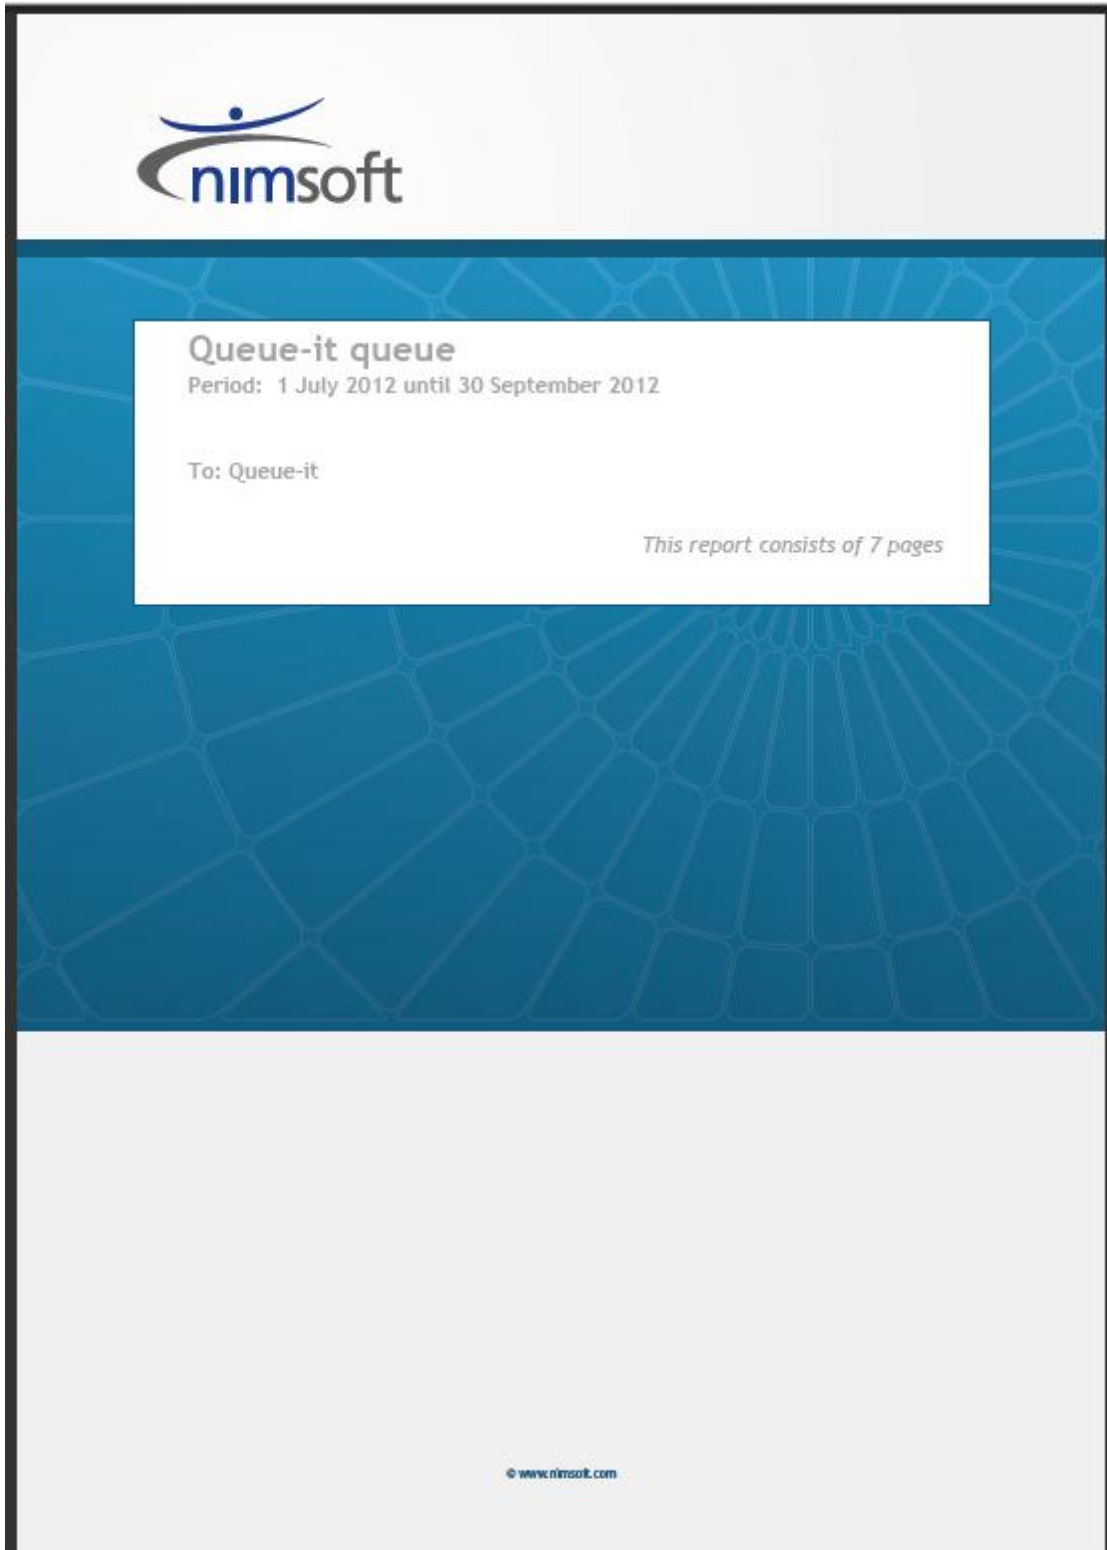 nimsoft
Queue-it queue
Period: 1 July 2012 until 30 September 2012
To: Queue-it
This report consists of 7 pages
© www.nimsoft.com